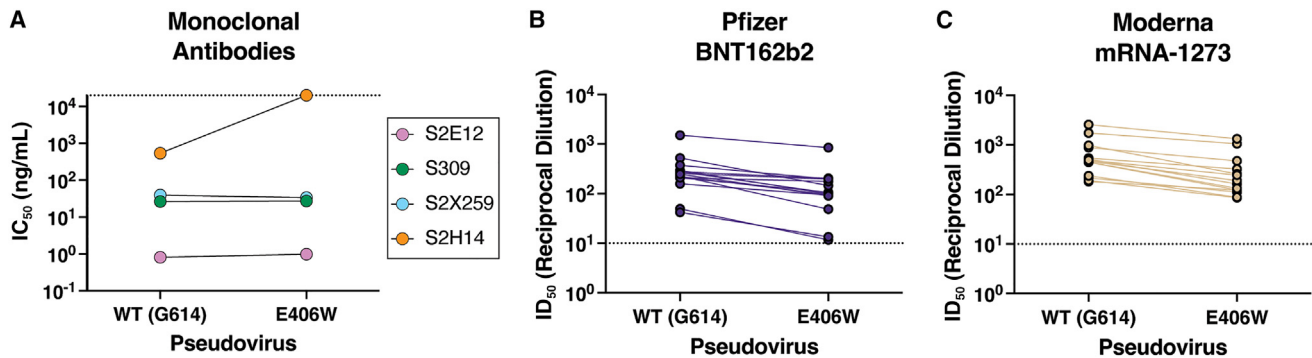 A
Monoclonal
Antibodies
IC50 (ng/mL)
10^4
10^3
10^2
10^1
10^0
10^-1
WT (G614)
E406W
Pseudovirus
S2E12
S309
S2X259
S2H14
B
Pfizer
BNT162b2
ID50 (Reciprocal Dilution)
10^4
10^3
10^2
10^1
10^0
WT (G614)
E406W
Pseudovirus
C
Moderna
mRNA-1273
ID50 (Reciprocal Dilution)
10^4
10^3
10^2
10^1
10^0
WT (G614)
E406W
Pseudovirus